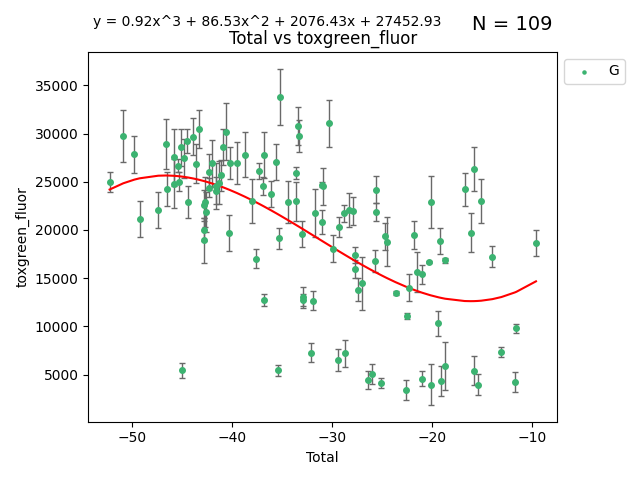 y = 0.92x^3 + 86.53x^2 + 2076.43x + 27452.93
N = 109
Total vs toxgreen_fluor
G
35000
30000
25000
20000
15000
10000
5000
toxgreen_fluor
−50
−40
−30
−20
−10
Total